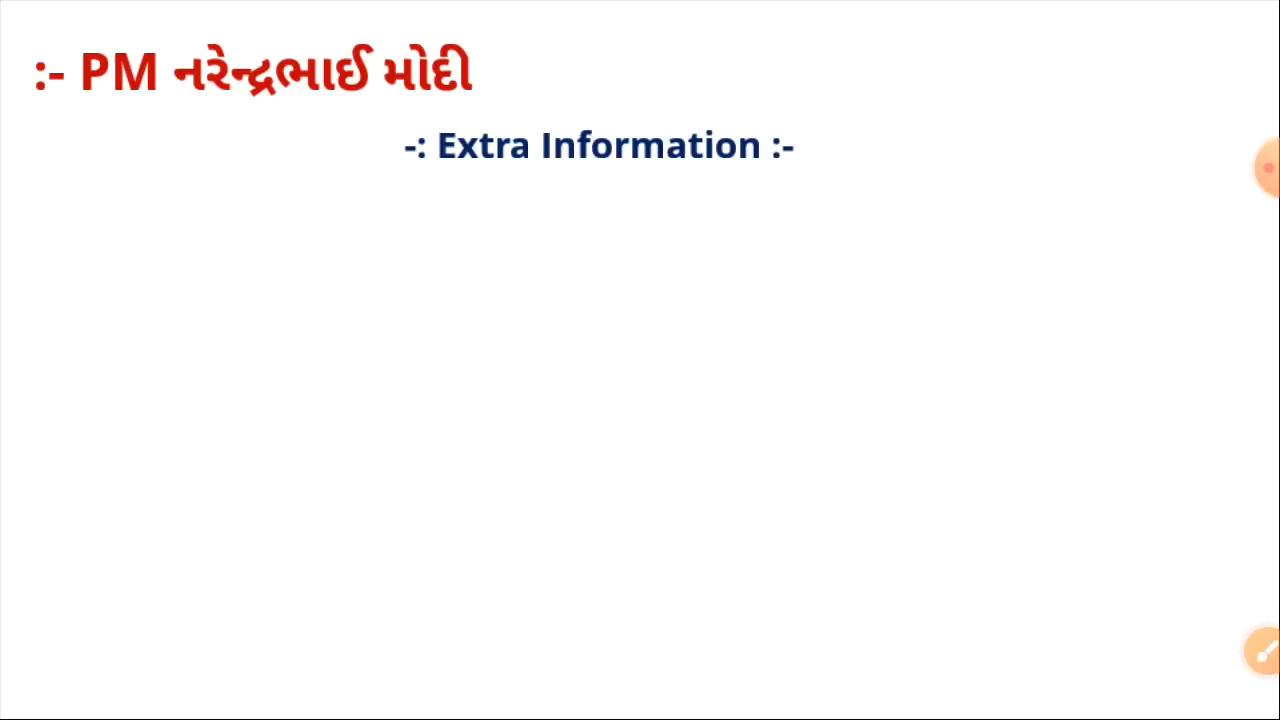 :- PM નરેન્દ્રભાઈ મોદી
-: Extra Information :-